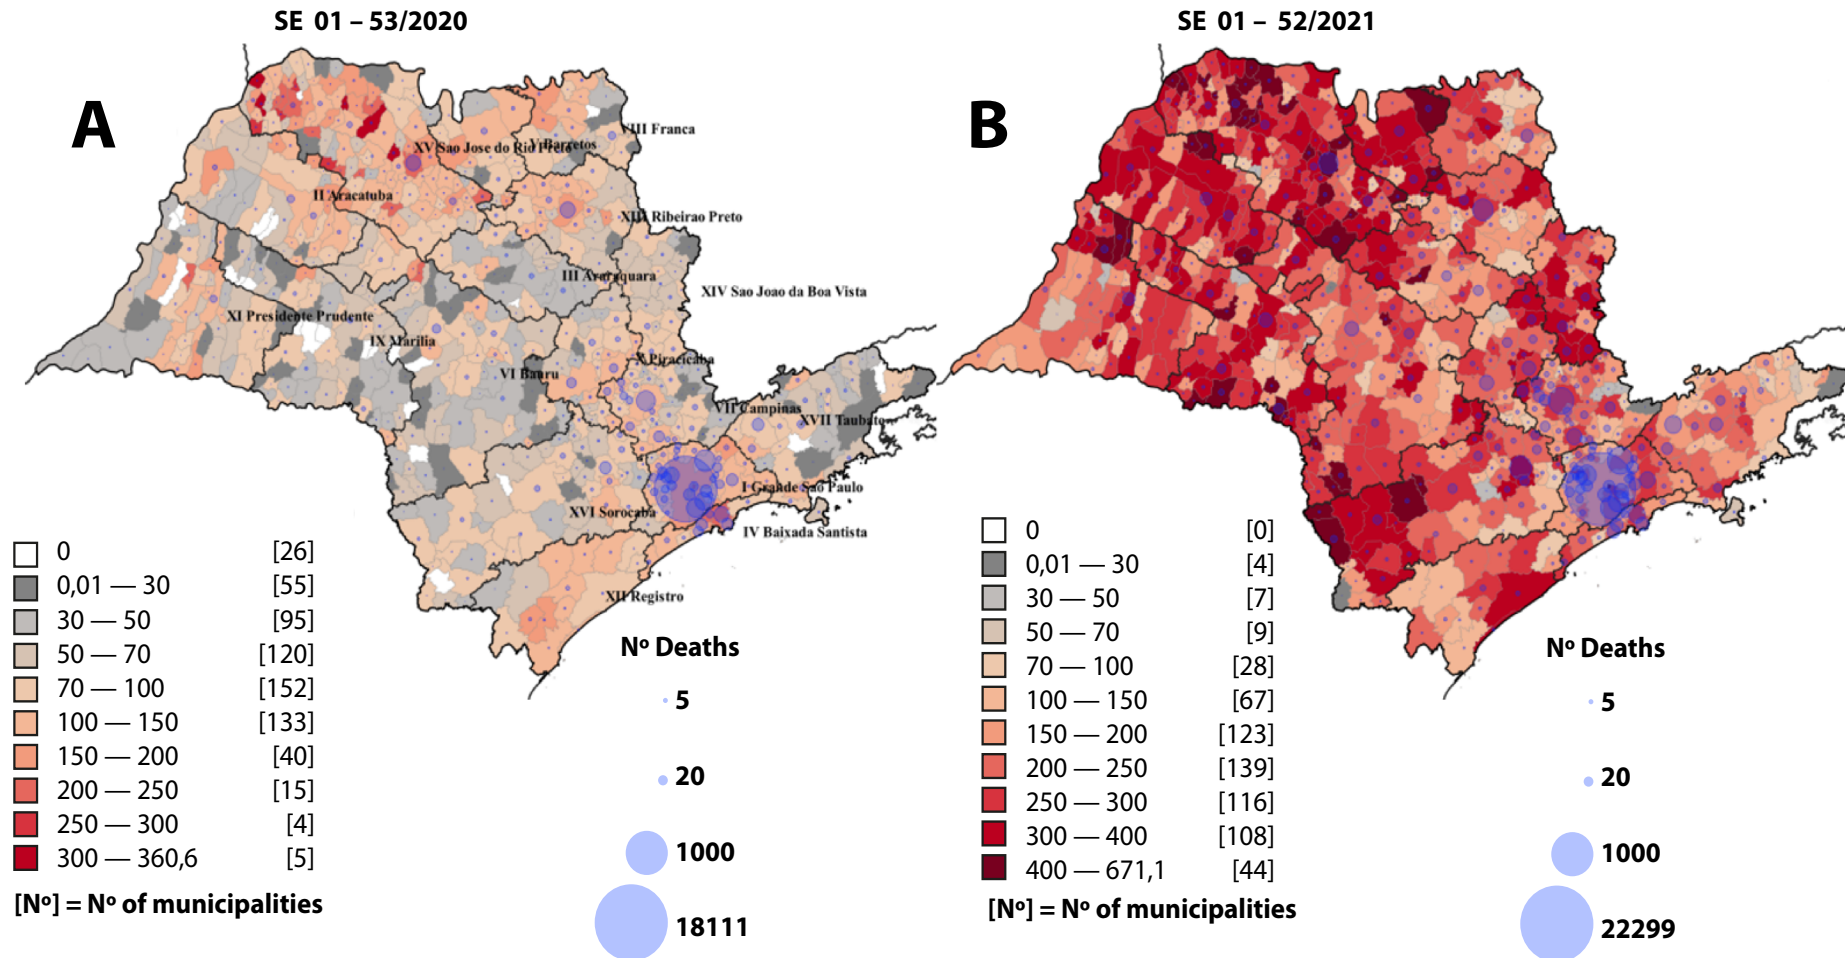 SE 01 – 53/2020
A
VIII Franca
XV Sao Jose do Rio Preto
V Barretos
II Aracatuba
XIII Ribeirao Preto
III Araraquara
XIV Sao Joao da Boa Vista
XI Presidente Prudente
IX Marilia
X Piracicaba
VI Bauru
VII Campinas
XVII Taubate
I Grande Sao Paulo
XVI Sorocaba
IV Baixada Santista
XII Registro
0 [26]
0,01 — 30 [55]
30 — 50 [95]
50 — 70 [120]
70 — 100 [152]
100 — 150 [133]
150 — 200 [40]
200 — 250 [15]
250 — 300 [4]
300 — 360,6 [5]
[Nº] = Nº of municipalities
Nº Deaths
5
20
1000
18111
SE 01 – 52/2021
B
0 [0]
0,01 — 30 [4]
30 — 50 [7]
50 — 70 [9]
70 — 100 [28]
100 — 150 [67]
150 — 200 [123]
200 — 250 [139]
250 — 300 [116]
300 — 400 [108]
400 — 671,1 [44]
[Nº] = Nº of municipalities
Nº Deaths
5
20
1000
22299